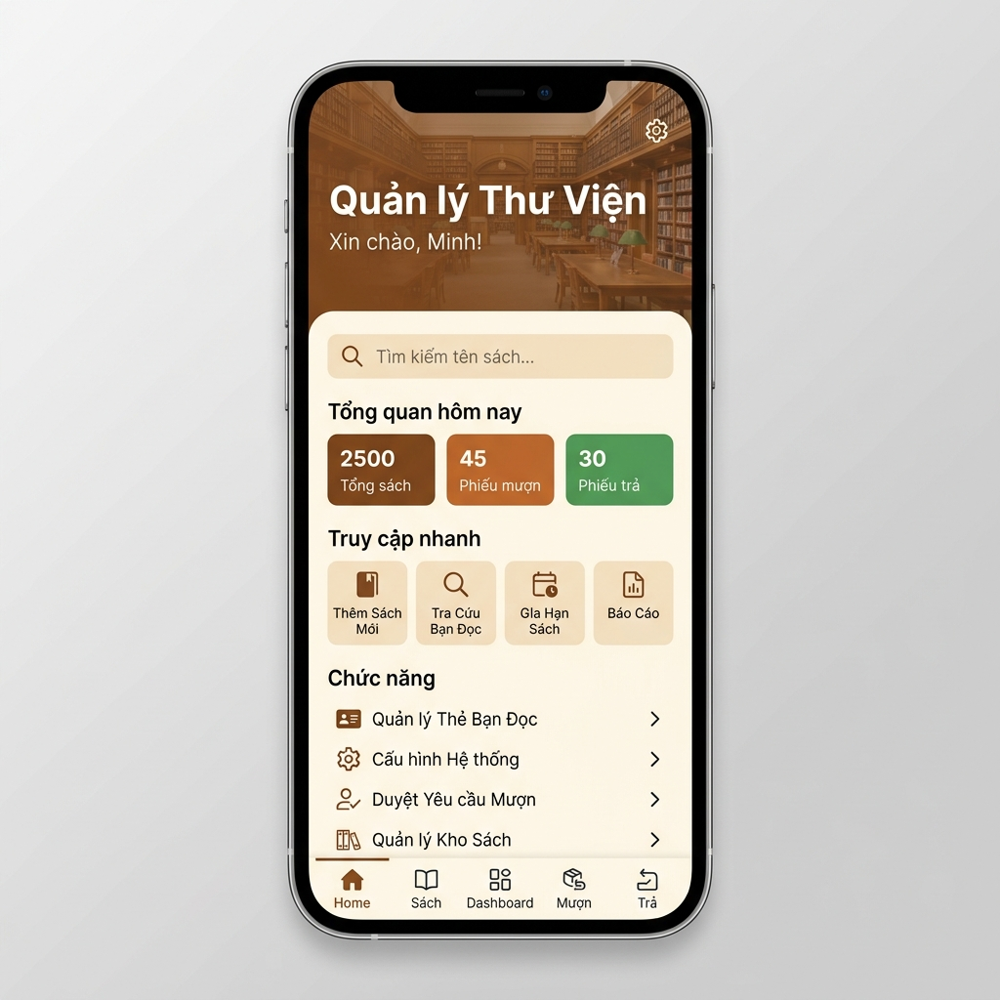 Quản lý Thư Viện
Xin chào, Minh!
Tìm kiếm tên sách...
Tổng quan hôm nay
2500
Tổng sách
45
Phiếu mượn
30
Phiếu trả
Truy cập nhanh
Thêm Sách
Mới
Tra Cứu
Bạn Đọc
Gla Hạn
Sách
Báo Cáo
Chức năng
Quản lý Thẻ Bạn Đọc
Cấu hình Hệ thống
Duyệt Yêu cầu Mượn
Quản lý Kho Sách
Home
Sách
Dashboard
Mượn
Trả